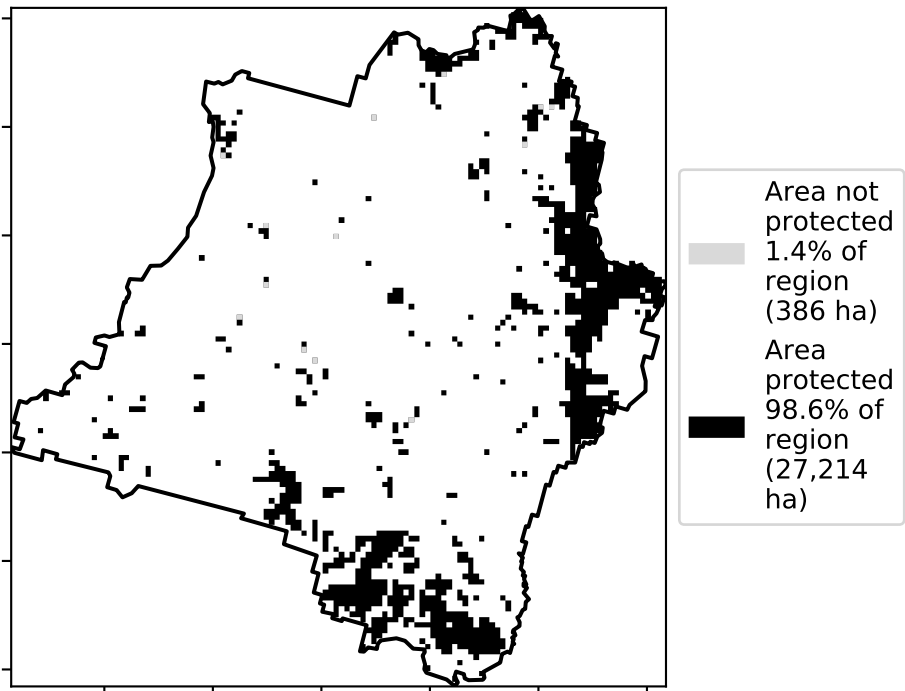 Area not
protected
1.4% of
region
(386 ha)
Area
protected
98.6% of
region
(27,214
ha)